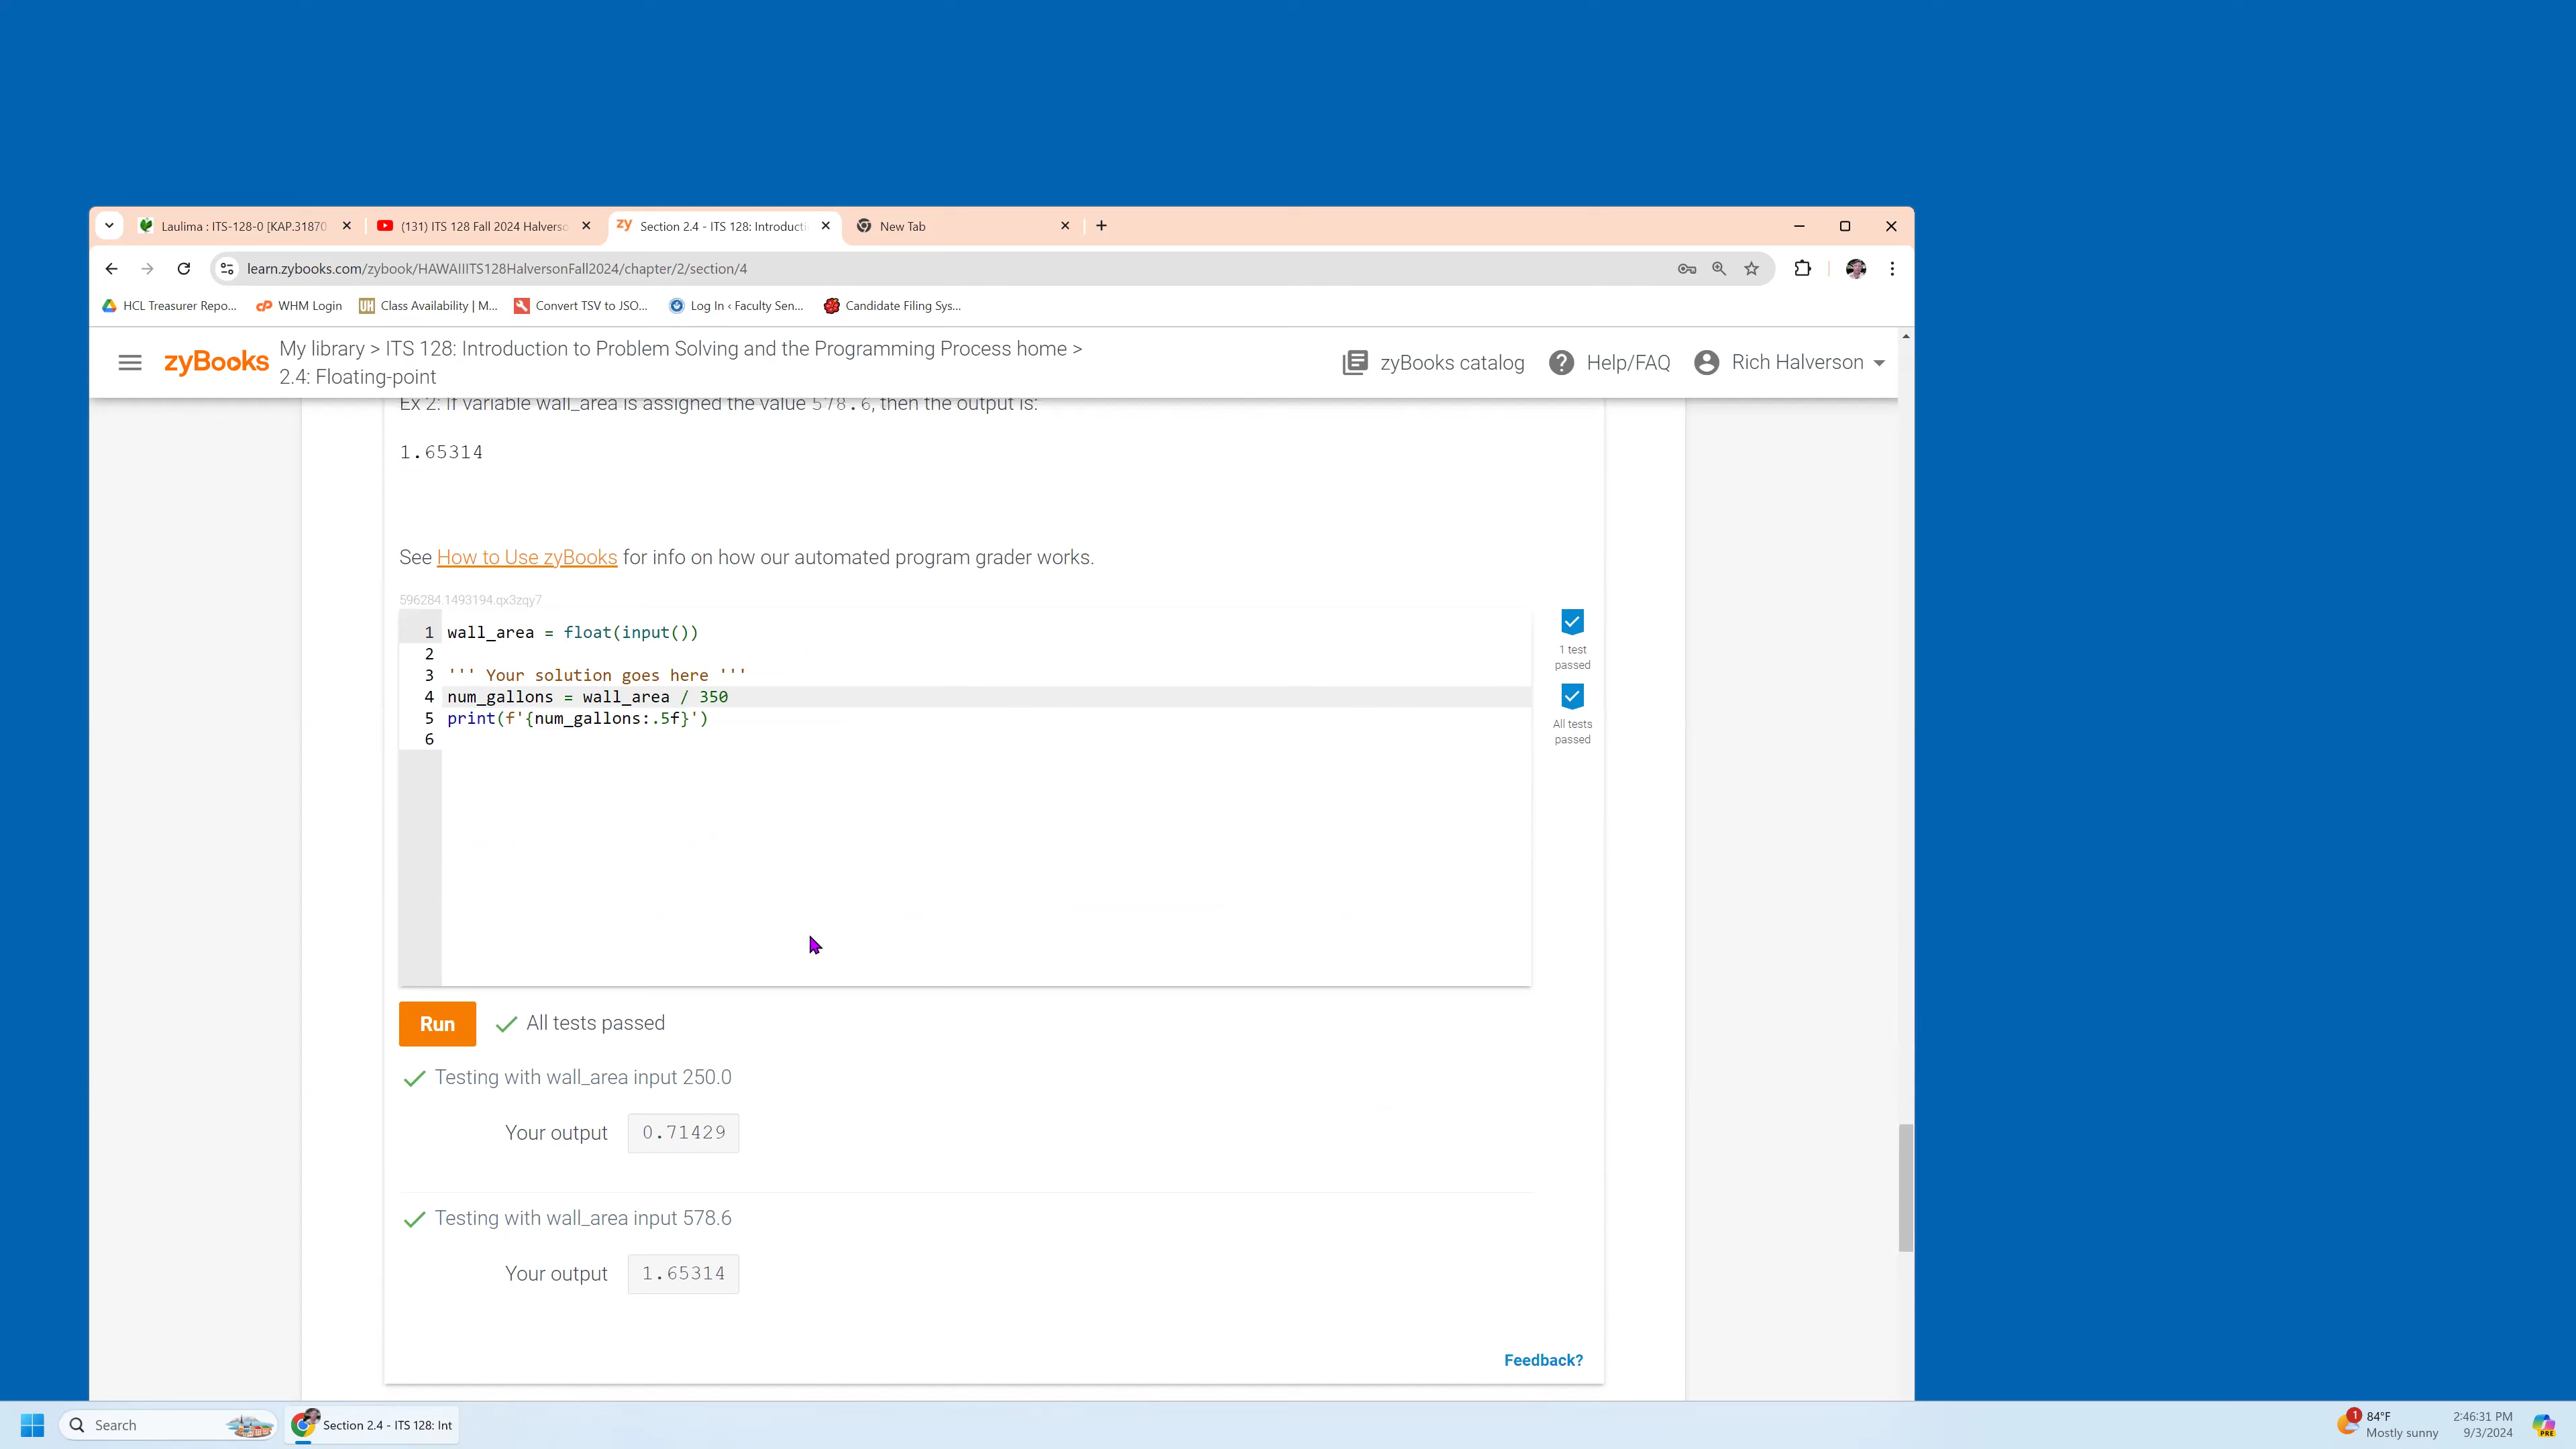 Laulima : ITS-128-0 [KAP.31870
(131) ITS 128 Fall 2024 Halverso
zy Section 2.4 - ITS 128: Introducti
New Tab
learn.zybooks.com/zybook/HAWAIIITS128HalversonFall2024/chapter/2/section/4
HCL Treasurer Repo...
cP WHM Login
UH Class Availability | M...
Convert TSV to JSO...
Log In ‹ Faculty Sen...
Candidate Filing Sys...
zyBooks
My library > ITS 128: Introduction to Problem Solving and the Programming Process home >
2.4: Floating-point
zyBooks catalog
Help/FAQ
Rich Halverson
Ex 2: If variable wall_area is assigned the value 578.6, then the output is:
1.65314
See How to Use zyBooks for info on how our automated program grader works.
596284.1493194.qx3zqy7
1 wall_area = float(input())
2
3 ''' Your solution goes here '''
4 num_gallons = wall_area / 350
5 print(f'{num_gallons:.5f}')
6
1 test
passed
All tests
passed
Run
All tests passed
Testing with wall_area input 250.0
Your output 0.71429
Testing with wall_area input 578.6
Your output 1.65314
Feedback?
Search
Section 2.4 - ITS 128: Int
1
84°F
Mostly sunny
2:46:31 PM
9/3/2024
PRE